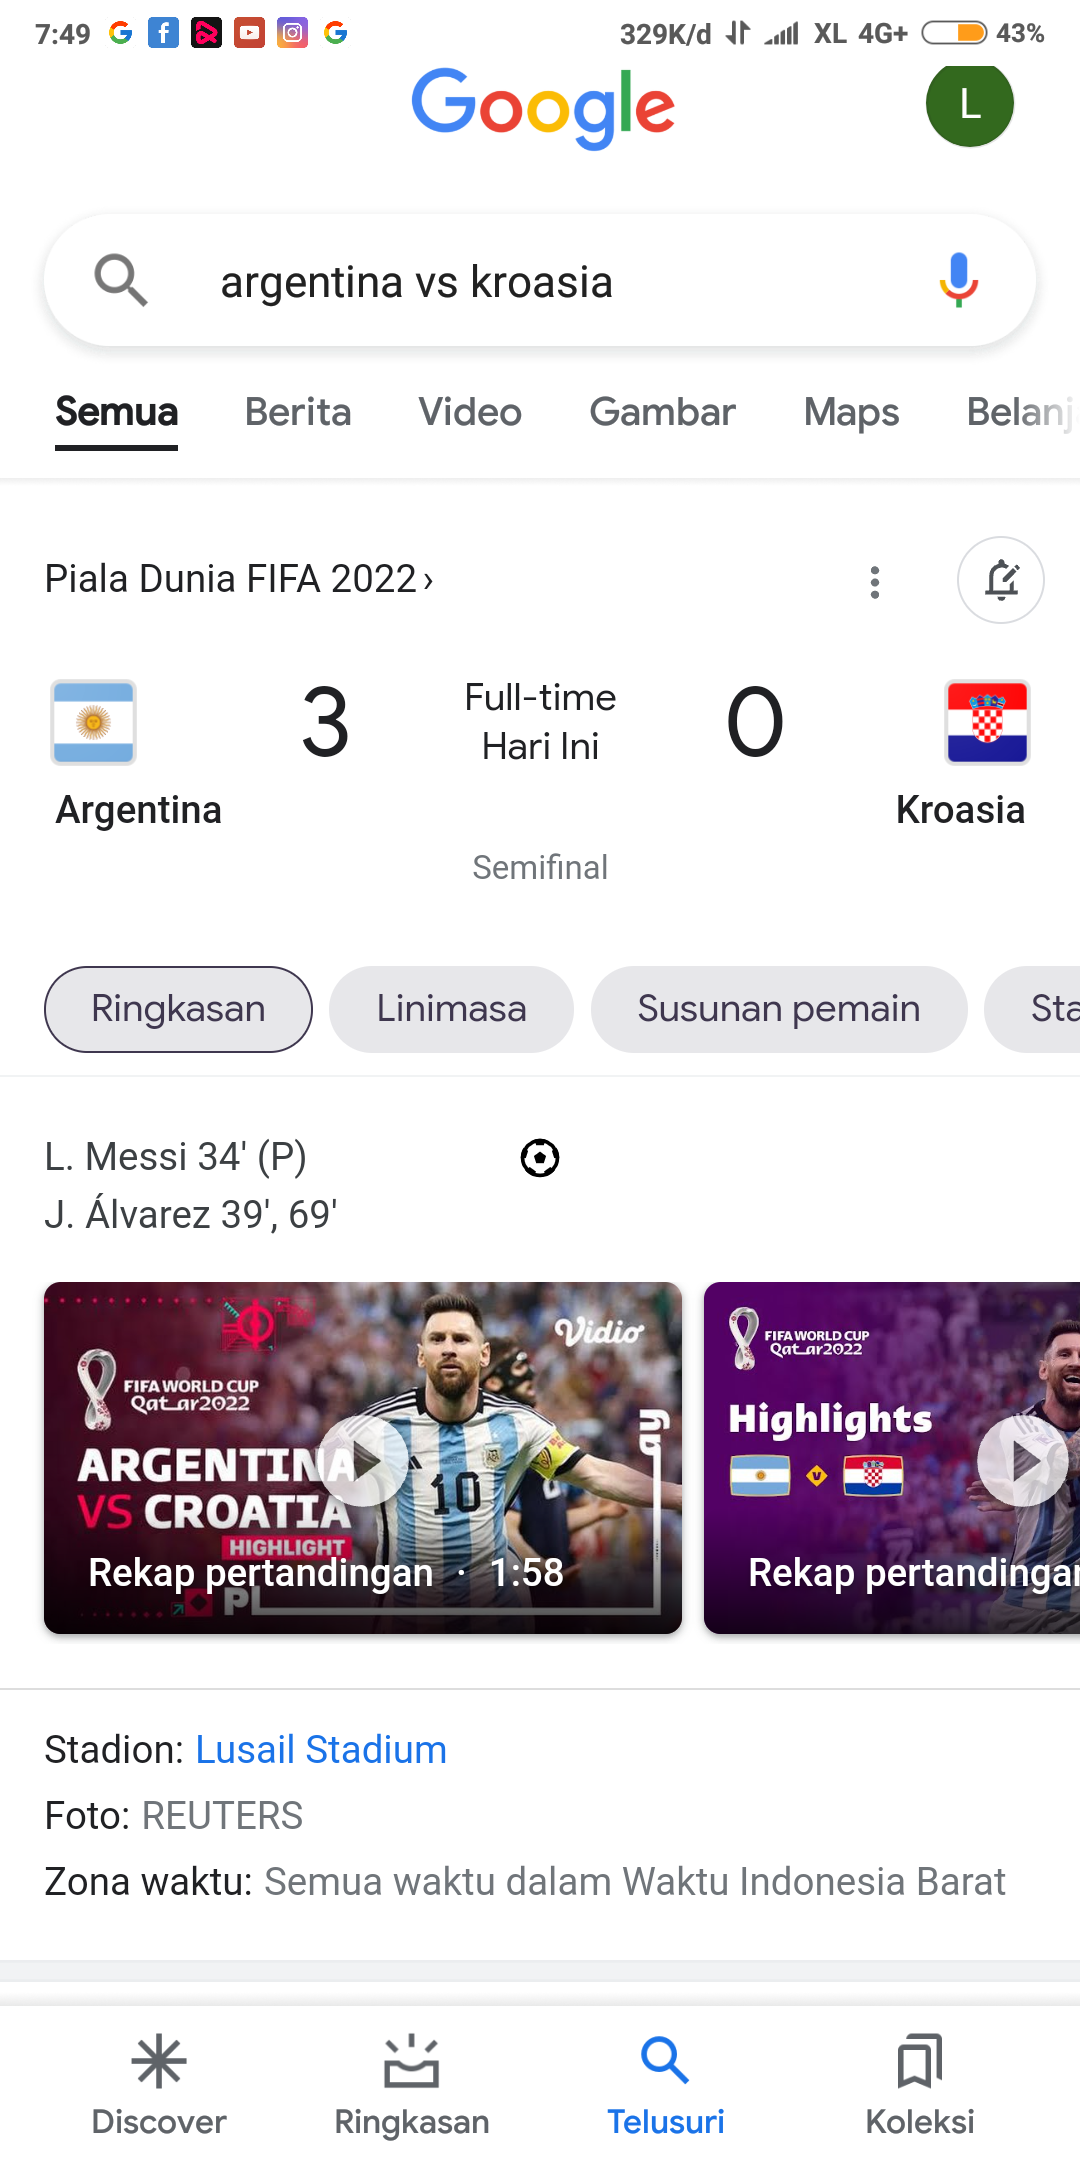 7:49 329K/d XL 4G+ 43%
Google
L
argentina vs kroasia
Semua Berita Video Gambar Maps Belanj
Piala Dunia FIFA 2022 ›
3 Full-time 0
Hari Ini
Argentina Kroasia
Semifinal
Ringkasan Linimasa Susunan pemain Sta
L. Messi 34' (P)
J. Álvarez 39', 69'
Vidio
FIFA WORLD CUP
Qatar2022
ARGENTINA
VS CROATIA
HIGHLIGHT
10
Rekap pertandingan · 1:58
FIFA WORLD CUP
Qatar2022
Highlights
V
Rekap pertandingan
Stadion: Lusail Stadium
Foto: REUTERS
Zona waktu: Semua waktu dalam Waktu Indonesia Barat
Discover Ringkasan Telusuri Koleksi